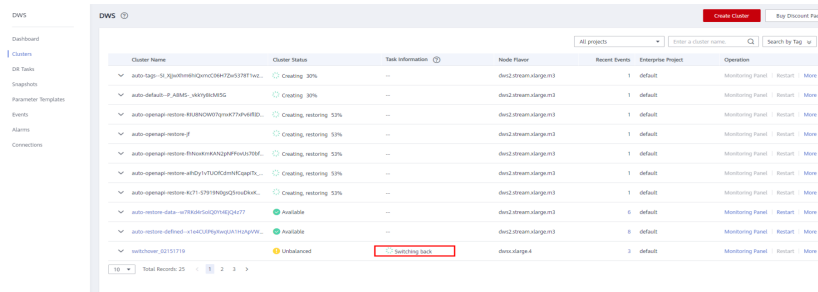 DWS
Dashboard
Clusters
DR Tasks
Snapshots
Parameter Templates
Events
Alarms
Connections
DWS
Create Cluster Buy Discount Pac
All projects Enter a cluster name. Search by Tag
Cluster Name Cluster Status Task Information Node Flavor Recent Events Enterprise Project Operation
Creating 30% -- dws2.stream.xlarge.m3 1 default Monitoring Panel Restart More
Creating 30% -- dws2.stream.xlarge.m3 1 default Monitoring Panel Restart More
Creating, restoring 53% -- dws2.stream.xlarge.m3 1 default Monitoring Panel Restart More
auto-openapi-restore-jf Creating, restoring 53% -- dws2.stream.xlarge.m3 1 default Monitoring Panel Restart More
Creating, restoring 53% -- dws2.stream.xlarge.m3 1 default Monitoring Panel Restart More
Creating, restoring 53% -- dws2.stream.xlarge.m3 1 default Monitoring Panel Restart More
Creating, restoring 53% -- dws2.stream.xlarge.m3 1 default Monitoring Panel Restart More
Available -- dws2.stream.xlarge.m3 6 default Monitoring Panel Restart More
Available -- dws2.stream.xlarge.m3 8 default Monitoring Panel Restart More
switchover_02151719 Unbalanced Switching back dwsx.xlarge.4 3 default Monitoring Panel Restart More
10 Total Records: 25 < 1 2 3 >